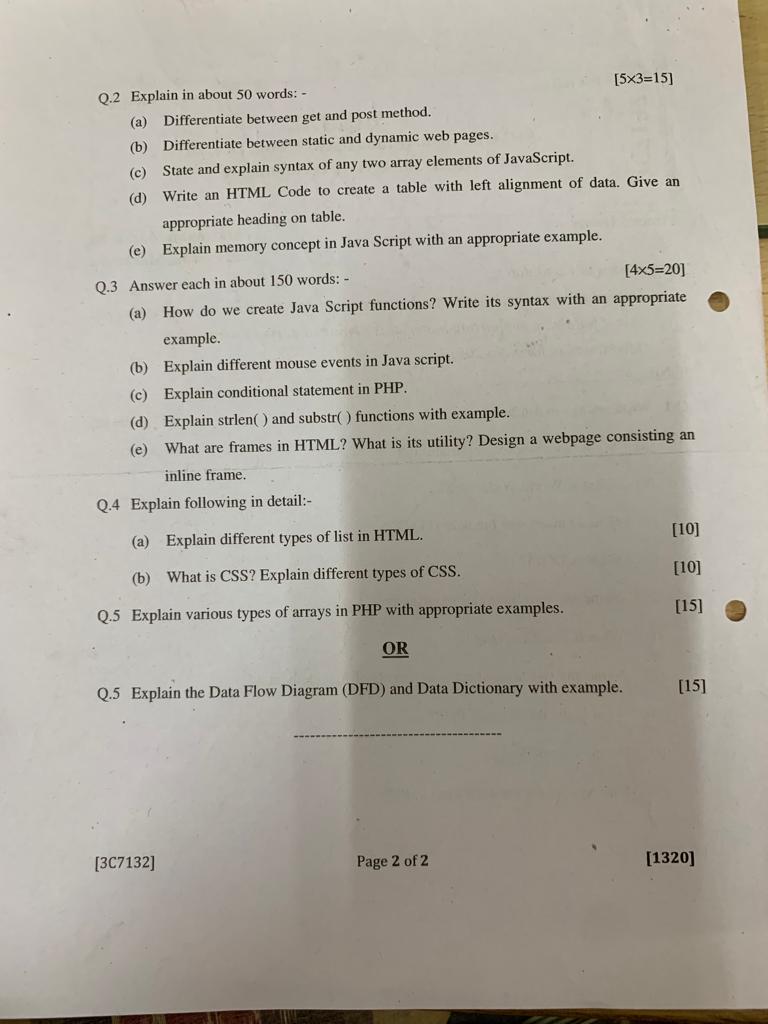 [5×3=15]
Q.2 Explain in about 50 words: -
(a) Differentiate between get and post method.
(b) Differentiate between static and dynamic web pages.
(c) State and explain syntax of any two array elements of JavaScript.
(d) Write an HTML Code to create a table with left alignment of data. Give an
appropriate heading on table.
(e) Explain memory concept in Java Script with an appropriate example.
[4×5=20]
Q.3 Answer each in about 150 words: -
(a) How do we create Java Script functions? Write its syntax with an appropriate
example.
(b) Explain different mouse events in Java script.
(c) Explain conditional statement in PHP.
(d) Explain strlen( ) and substr( ) functions with example.
(e) What are frames in HTML? What is its utility? Design a webpage consisting an
inline frame.
Q.4 Explain following in detail:-
(a) Explain different types of list in HTML. [10]
(b) What is CSS? Explain different types of CSS. [10]
Q.5 Explain various types of arrays in PHP with appropriate examples. [15]
OR
Q.5 Explain the Data Flow Diagram (DFD) and Data Dictionary with example. [15]
--------------------------------------
[3C7132] Page 2 of 2 [1320]